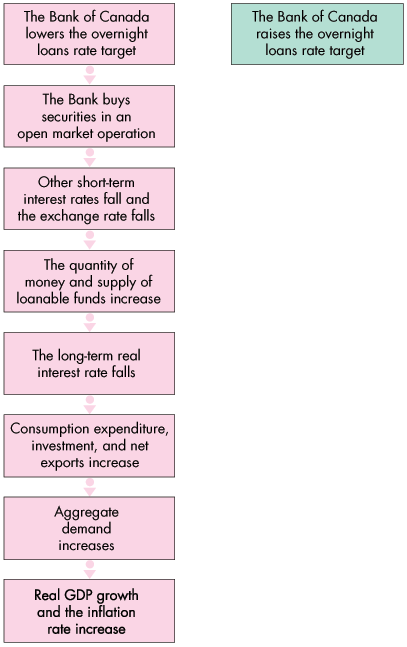 The Bank of Canada
lowers the overnight
loans rate target
The Bank of Canada
raises the overnight
loans rate target
The Bank buys
securities in an
open market operation
Other short-term
interest rates fall and
the exchange rate falls
The quantity of
money and supply of
loanable funds increase
The long-term real
interest rate falls
Consumption expenditure,
investment, and net
exports increase
Aggregate
demand
increases
Real GDP growth
and the inflation
rate increase